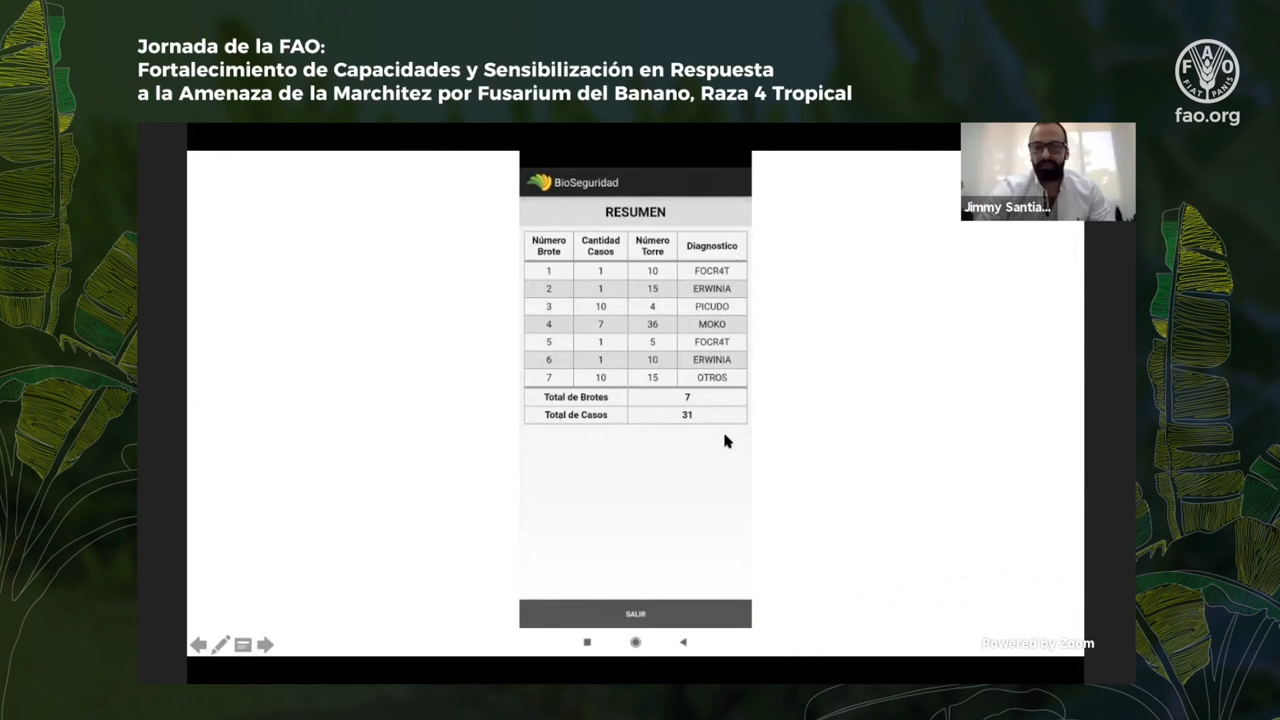 Jornada de la FAO:
Fortalecimiento de Capacidades y Sensibilización en Respuesta
a la Amenaza de la Marchitez por Fusarium del Banano, Raza 4 Tropical
F A O
FIAT PANIS
fao.org
Jimmy Santia...
BioSeguridad
RESUMEN
Número Brote Cantidad Casos Número Torre Diagnostico
1 1 10 FOCR4T
2 1 15 ERWINIA
3 10 4 PICUDO
4 7 36 MOKO
5 1 5 FOCR4T
6 1 10 ERWINIA
7 10 15 OTROS
Total de Brotes 7
Total de Casos 31
SALIR
Powered by Zoom